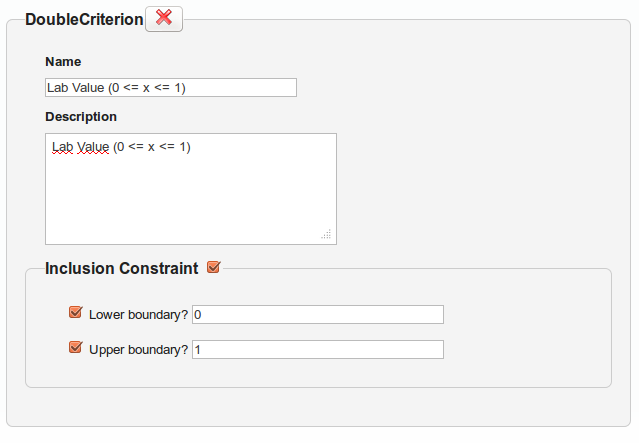 DoubleCriterion
Name
Lab Value (0 <= x <= 1)
Description
Lab Value (0 <= x <= 1)
Inclusion Constraint
Lower boundary? 0
Upper boundary? 1